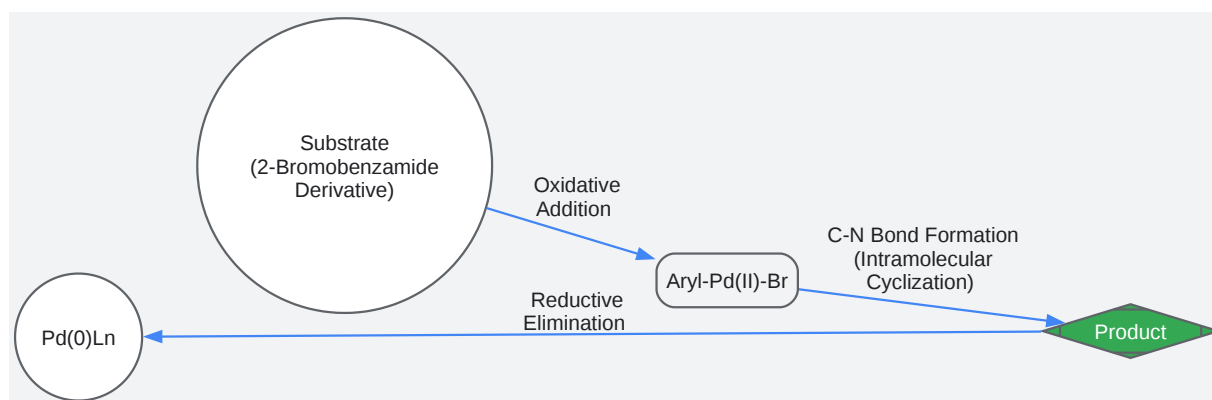 Substrate
(2-Bromobenzamide
Derivative)
Oxidative
Addition
C-N Bond Formation
(Intramolecular
Cyclization)
Aryl-Pd(II)-Br
Reductive
Elimination
Pd(0)Ln
Product